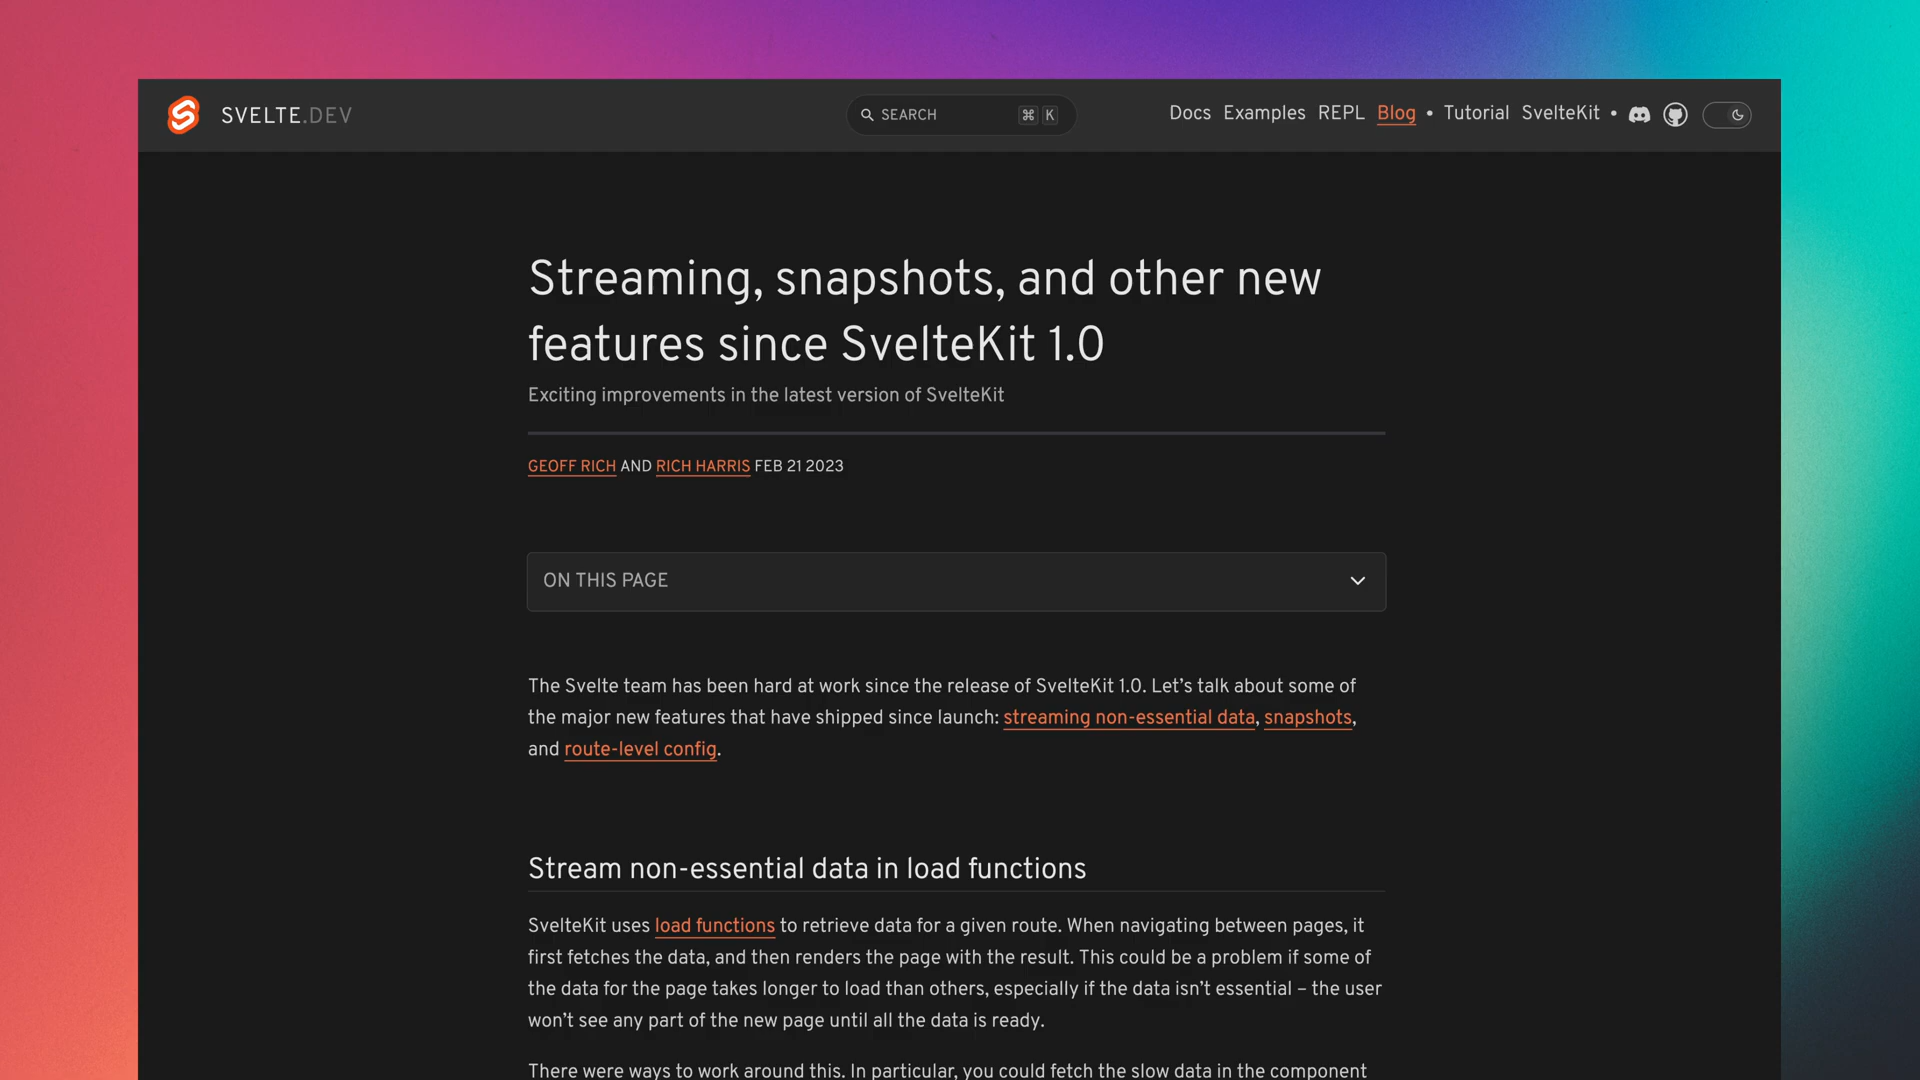 SVELTE.DEV
SEARCH ⌘ K
Docs Examples REPL Blog • Tutorial SvelteKit •
Streaming, snapshots, and other new
features since SvelteKit 1.0
Exciting improvements in the latest version of SvelteKit
GEOFF RICH AND RICH HARRIS FEB 21 2023
ON THIS PAGE
The Svelte team has been hard at work since the release of SvelteKit 1.0. Let’s talk about some of
the major new features that have shipped since launch: streaming non-essential data, snapshots,
and route-level config.
Stream non-essential data in load functions
SvelteKit uses load functions to retrieve data for a given route. When navigating between pages, it
first fetches the data, and then renders the page with the result. This could be a problem if some of
the data for the page takes longer to load than others, especially if the data isn’t essential – the user
won’t see any part of the new page until all the data is ready.
There were ways to work around this. In particular, you could fetch the slow data in the component